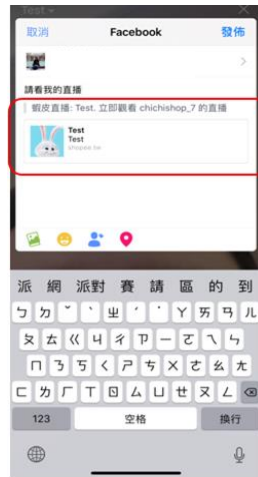 Test
取消 Facebook 發佈
請看我的直播
蝦皮直播: Test. 立即觀看 chichishop_7 的直播
Test
Test
shopee.tw
派 網 派對 賽 請 區 的 到
ㄅ ㄉ ˇ ˋ ㄓ ˊ ˙ ㄚ ㄞ ㄢ ㄦ
ㄆ ㄊ ㄍ ㄐ ㄔ ㄗ ㄧ ㄛ ㄟ ㄣ
ㄇ ㄋ ㄎ ㄑ ㄕ ㄘ ㄨ ㄜ ㄠ ㄤ
ㄈ ㄌ ㄏ ㄒ ㄖ ㄙ ㄩ ㄝ ㄡ ㄥ
123 空格 換行